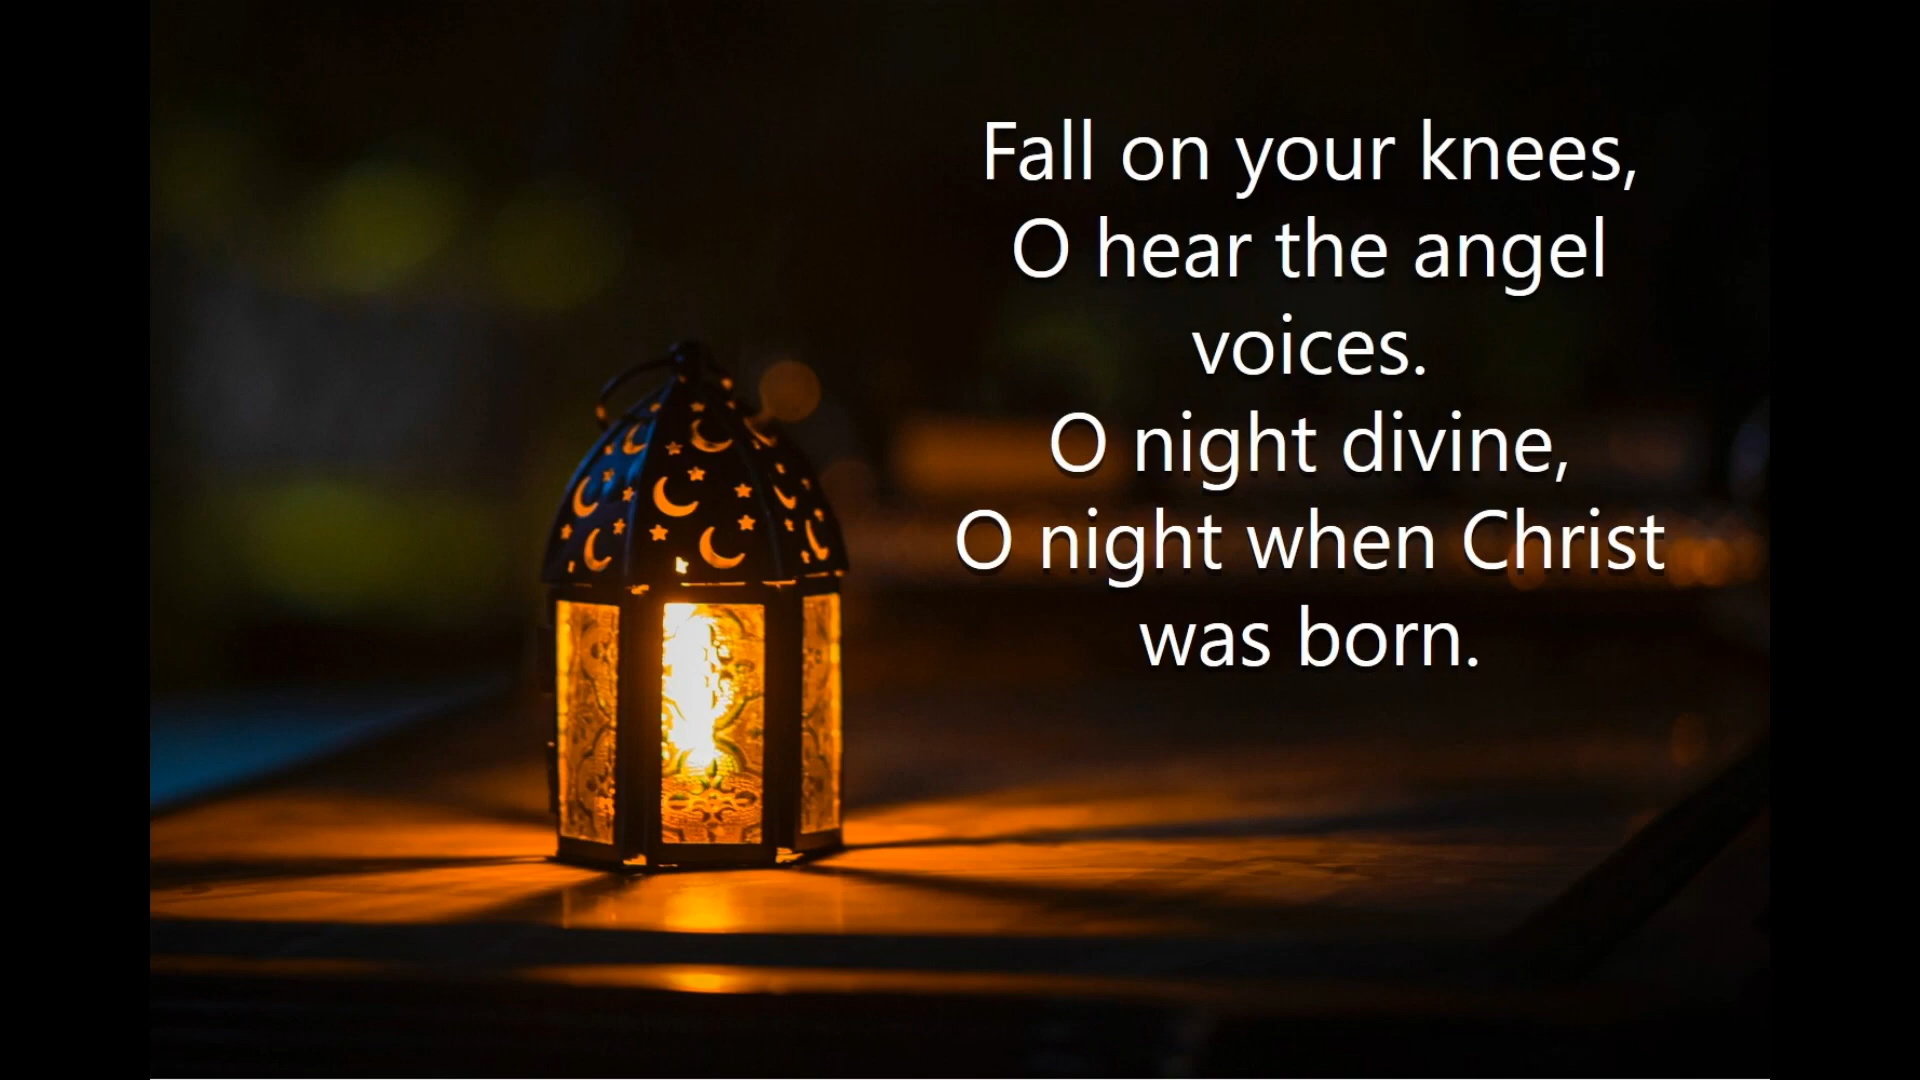 Fall on your knees,
O hear the angel
voices.
O night divine,
O night when Christ
was born.